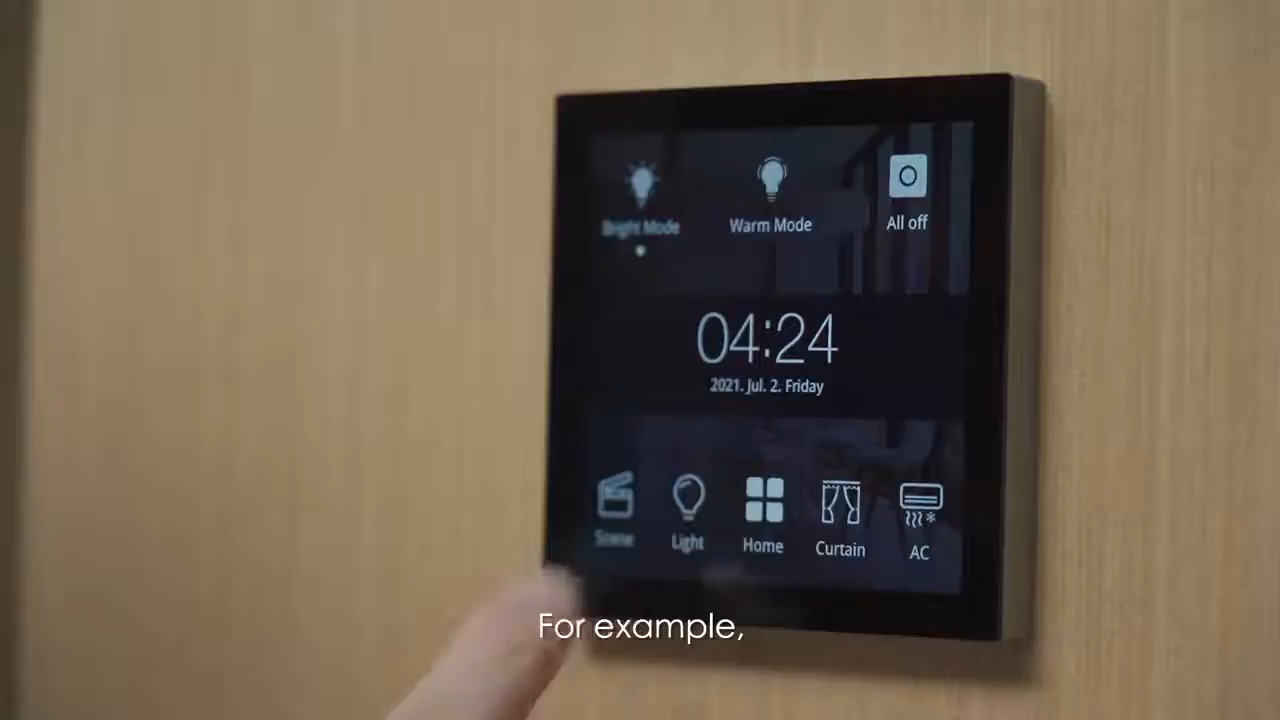 Bright Mode
Warm Mode
All off
04:24
2021. Jul. 2. Friday
Scene
Light
Home
Curtain
AC
For example,